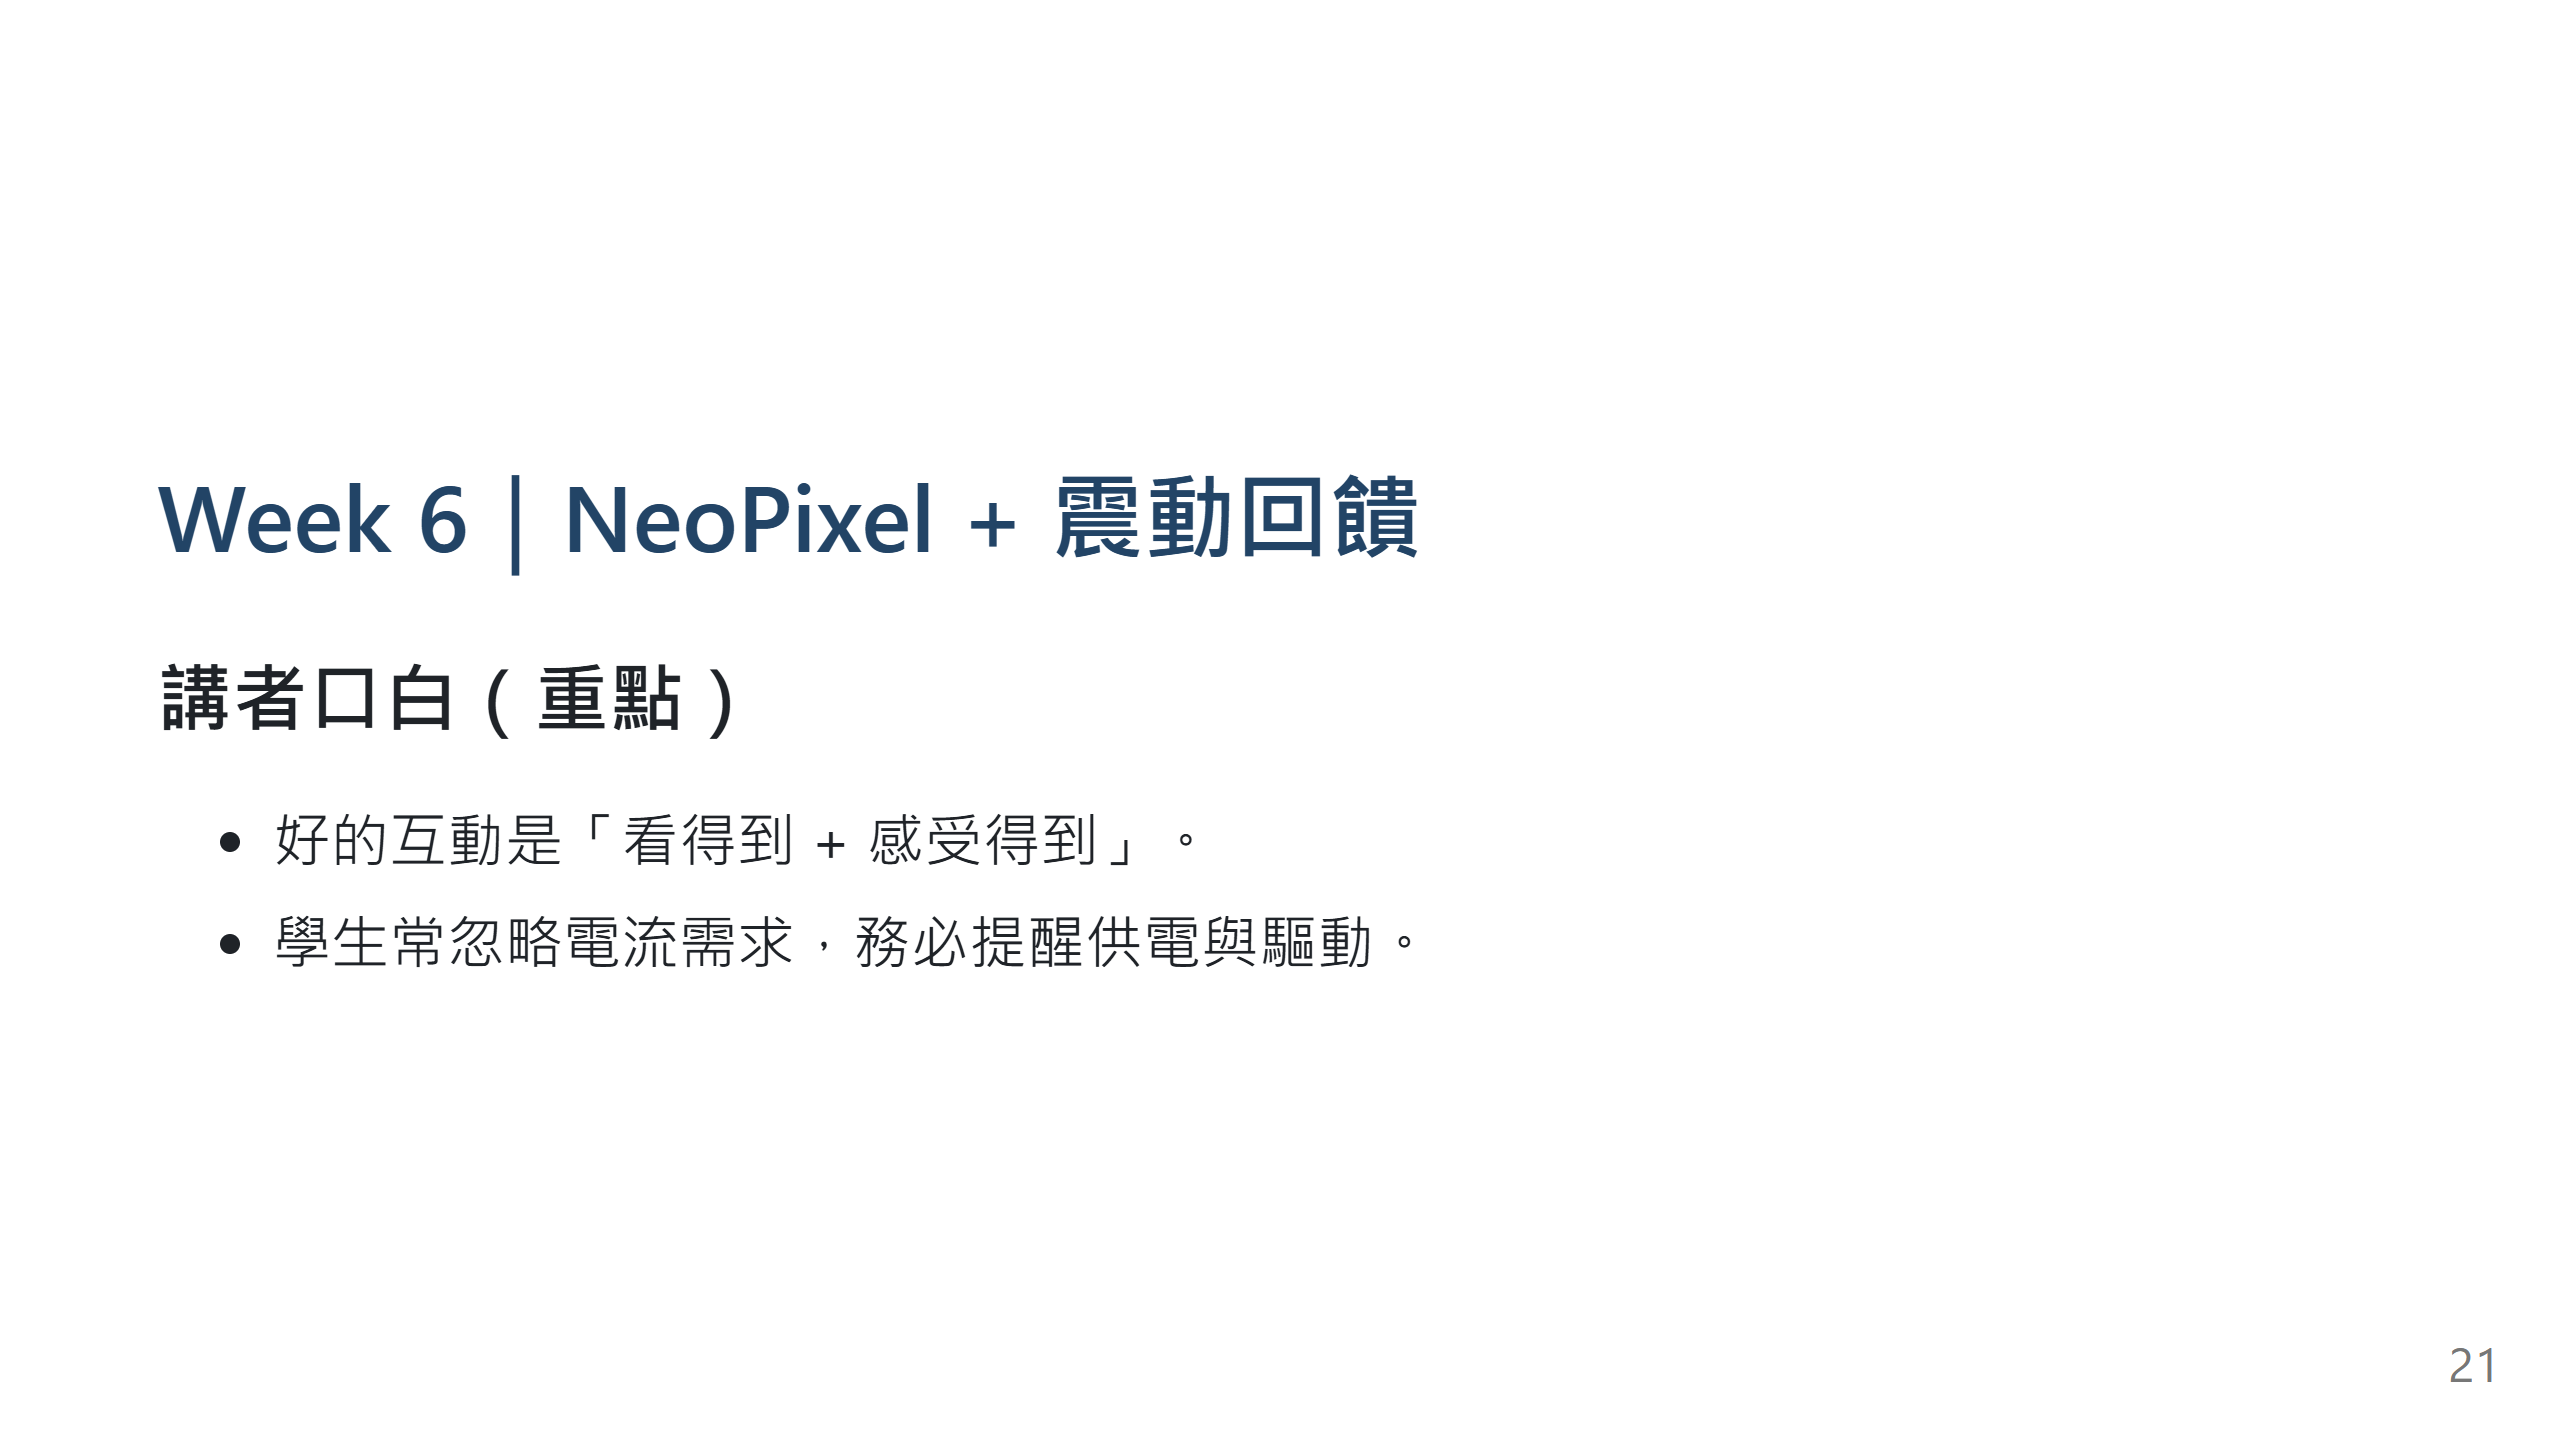 Week 6｜NeoPixel + 震動回饋
講者口白（重點）
• 好的互動是「看得到 + 感受得到」。
• 學生常忽略電流需求，務必提醒供電與驅動。
21